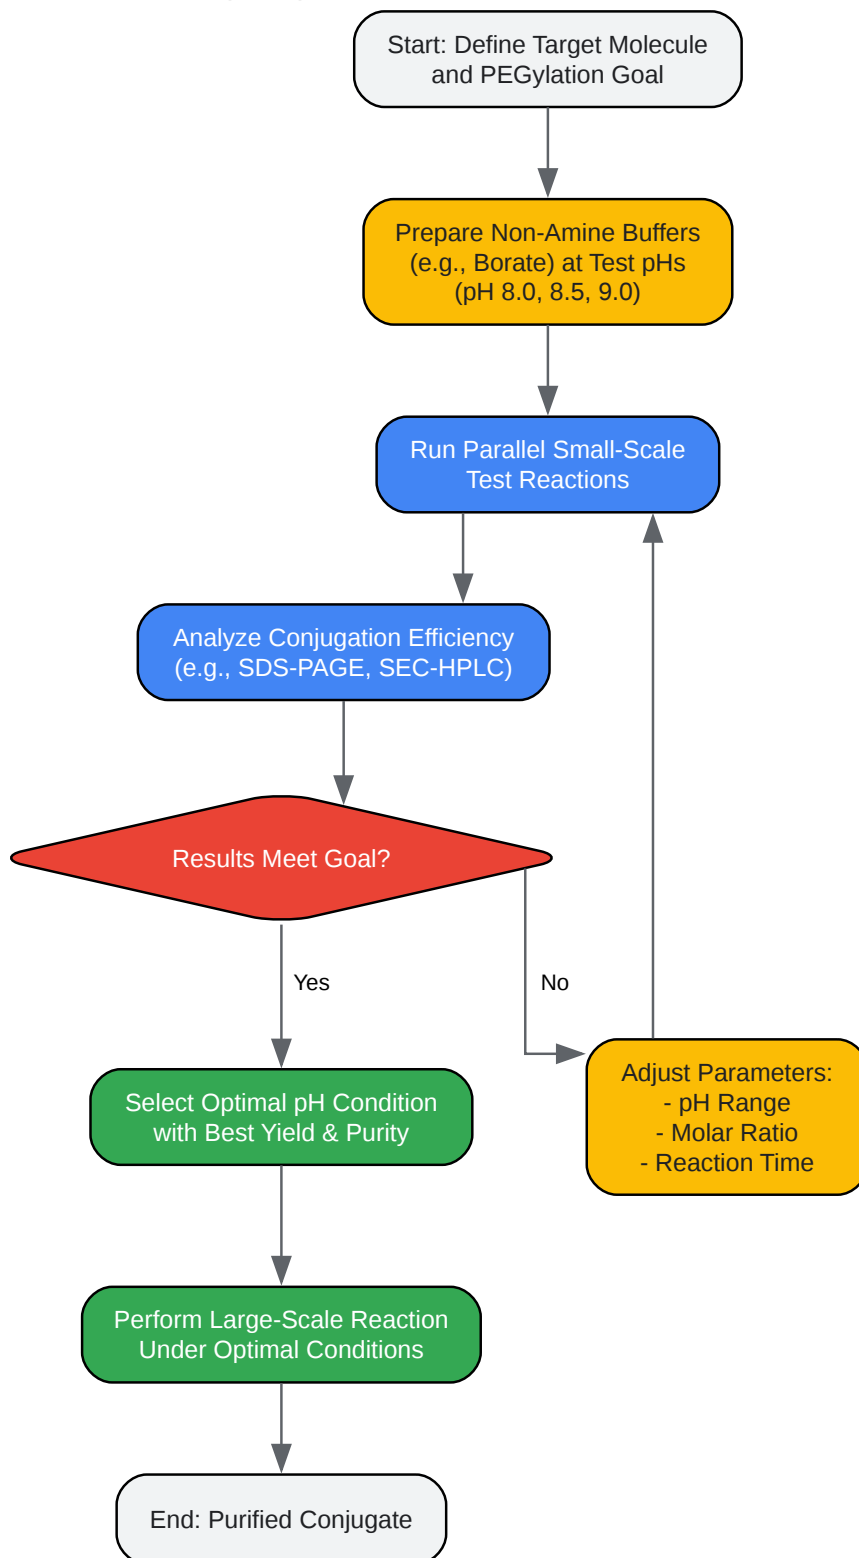 Start: Define Target Molecule
and PEGylation Goal
Prepare Non-Amine Buffers
(e.g., Borate) at Test pHs
(pH 8.0, 8.5, 9.0)
Run Parallel Small-Scale
Test Reactions
Analyze Conjugation Efficiency
(e.g., SDS-PAGE, SEC-HPLC)
Results Meet Goal?
Yes
No
Adjust Parameters:
- pH Range
- Molar Ratio
- Reaction Time
Select Optimal pH Condition
with Best Yield & Purity
Perform Large-Scale Reaction
Under Optimal Conditions
End: Purified Conjugate